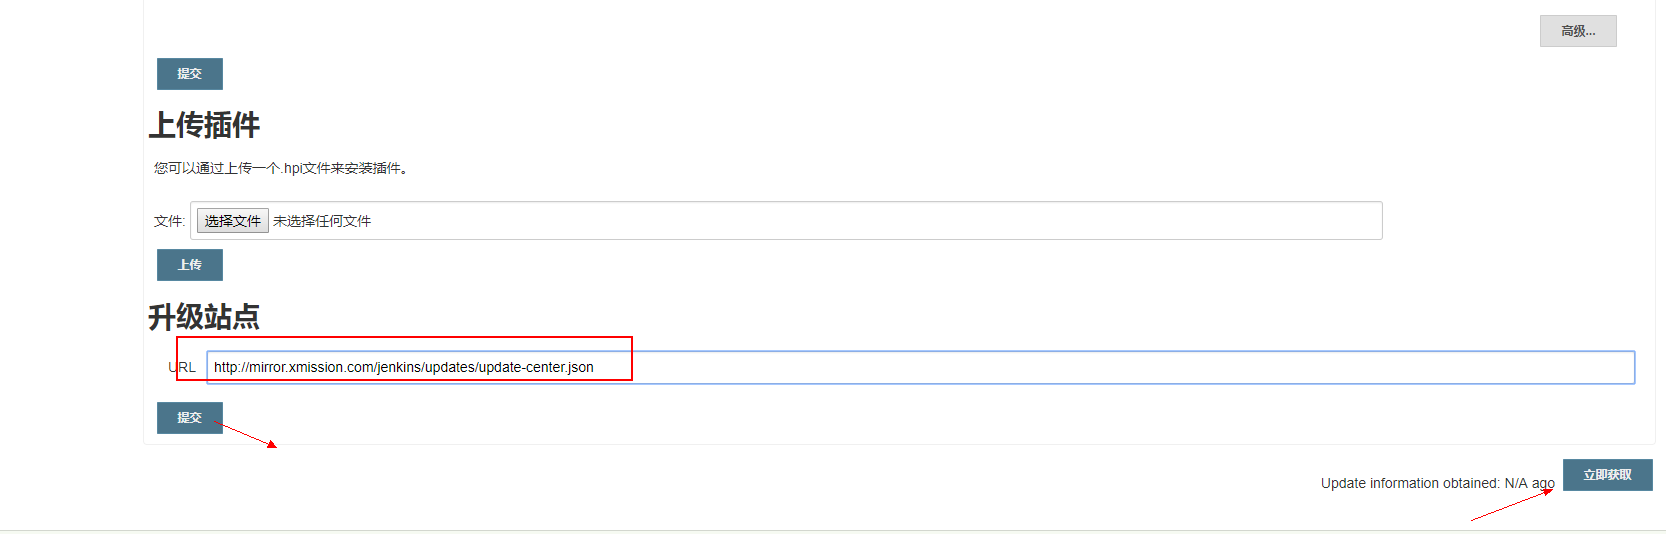 高级...
提交
上传插件
您可以通过上传一个.hpi文件来安装插件。
文件: 选择文件 未选择任何文件
上传
升级站点
URL http://mirror.xmission.com/jenkins/updates/update-center.json
提交
Update information obtained: N/A ago 立即获取